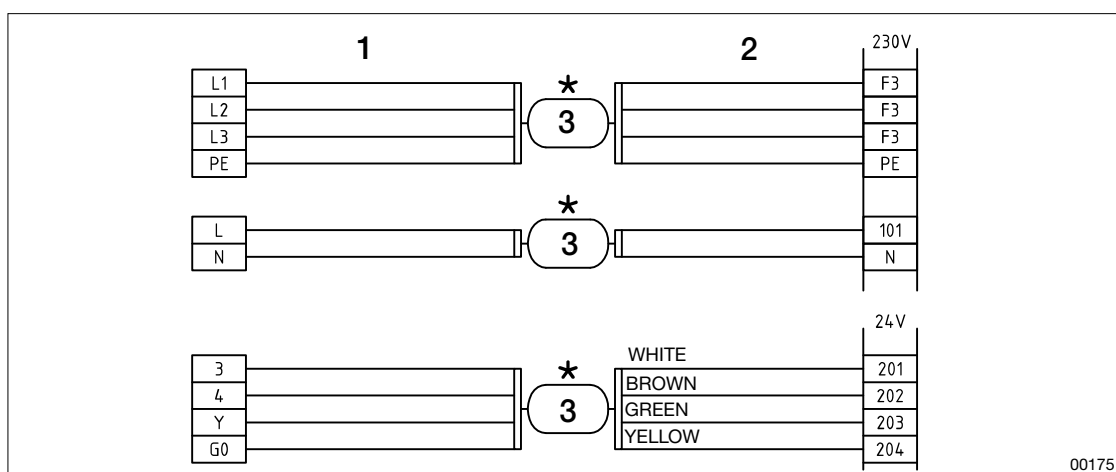 1 2 230V
L1 * F3
L2 3 F3
L3 F3
PE PE
*
L 3 101
N N
24V
3 * WHITE 201
4 BROWN 202
Y 3 GREEN 203
G0 YELLOW 204
00175